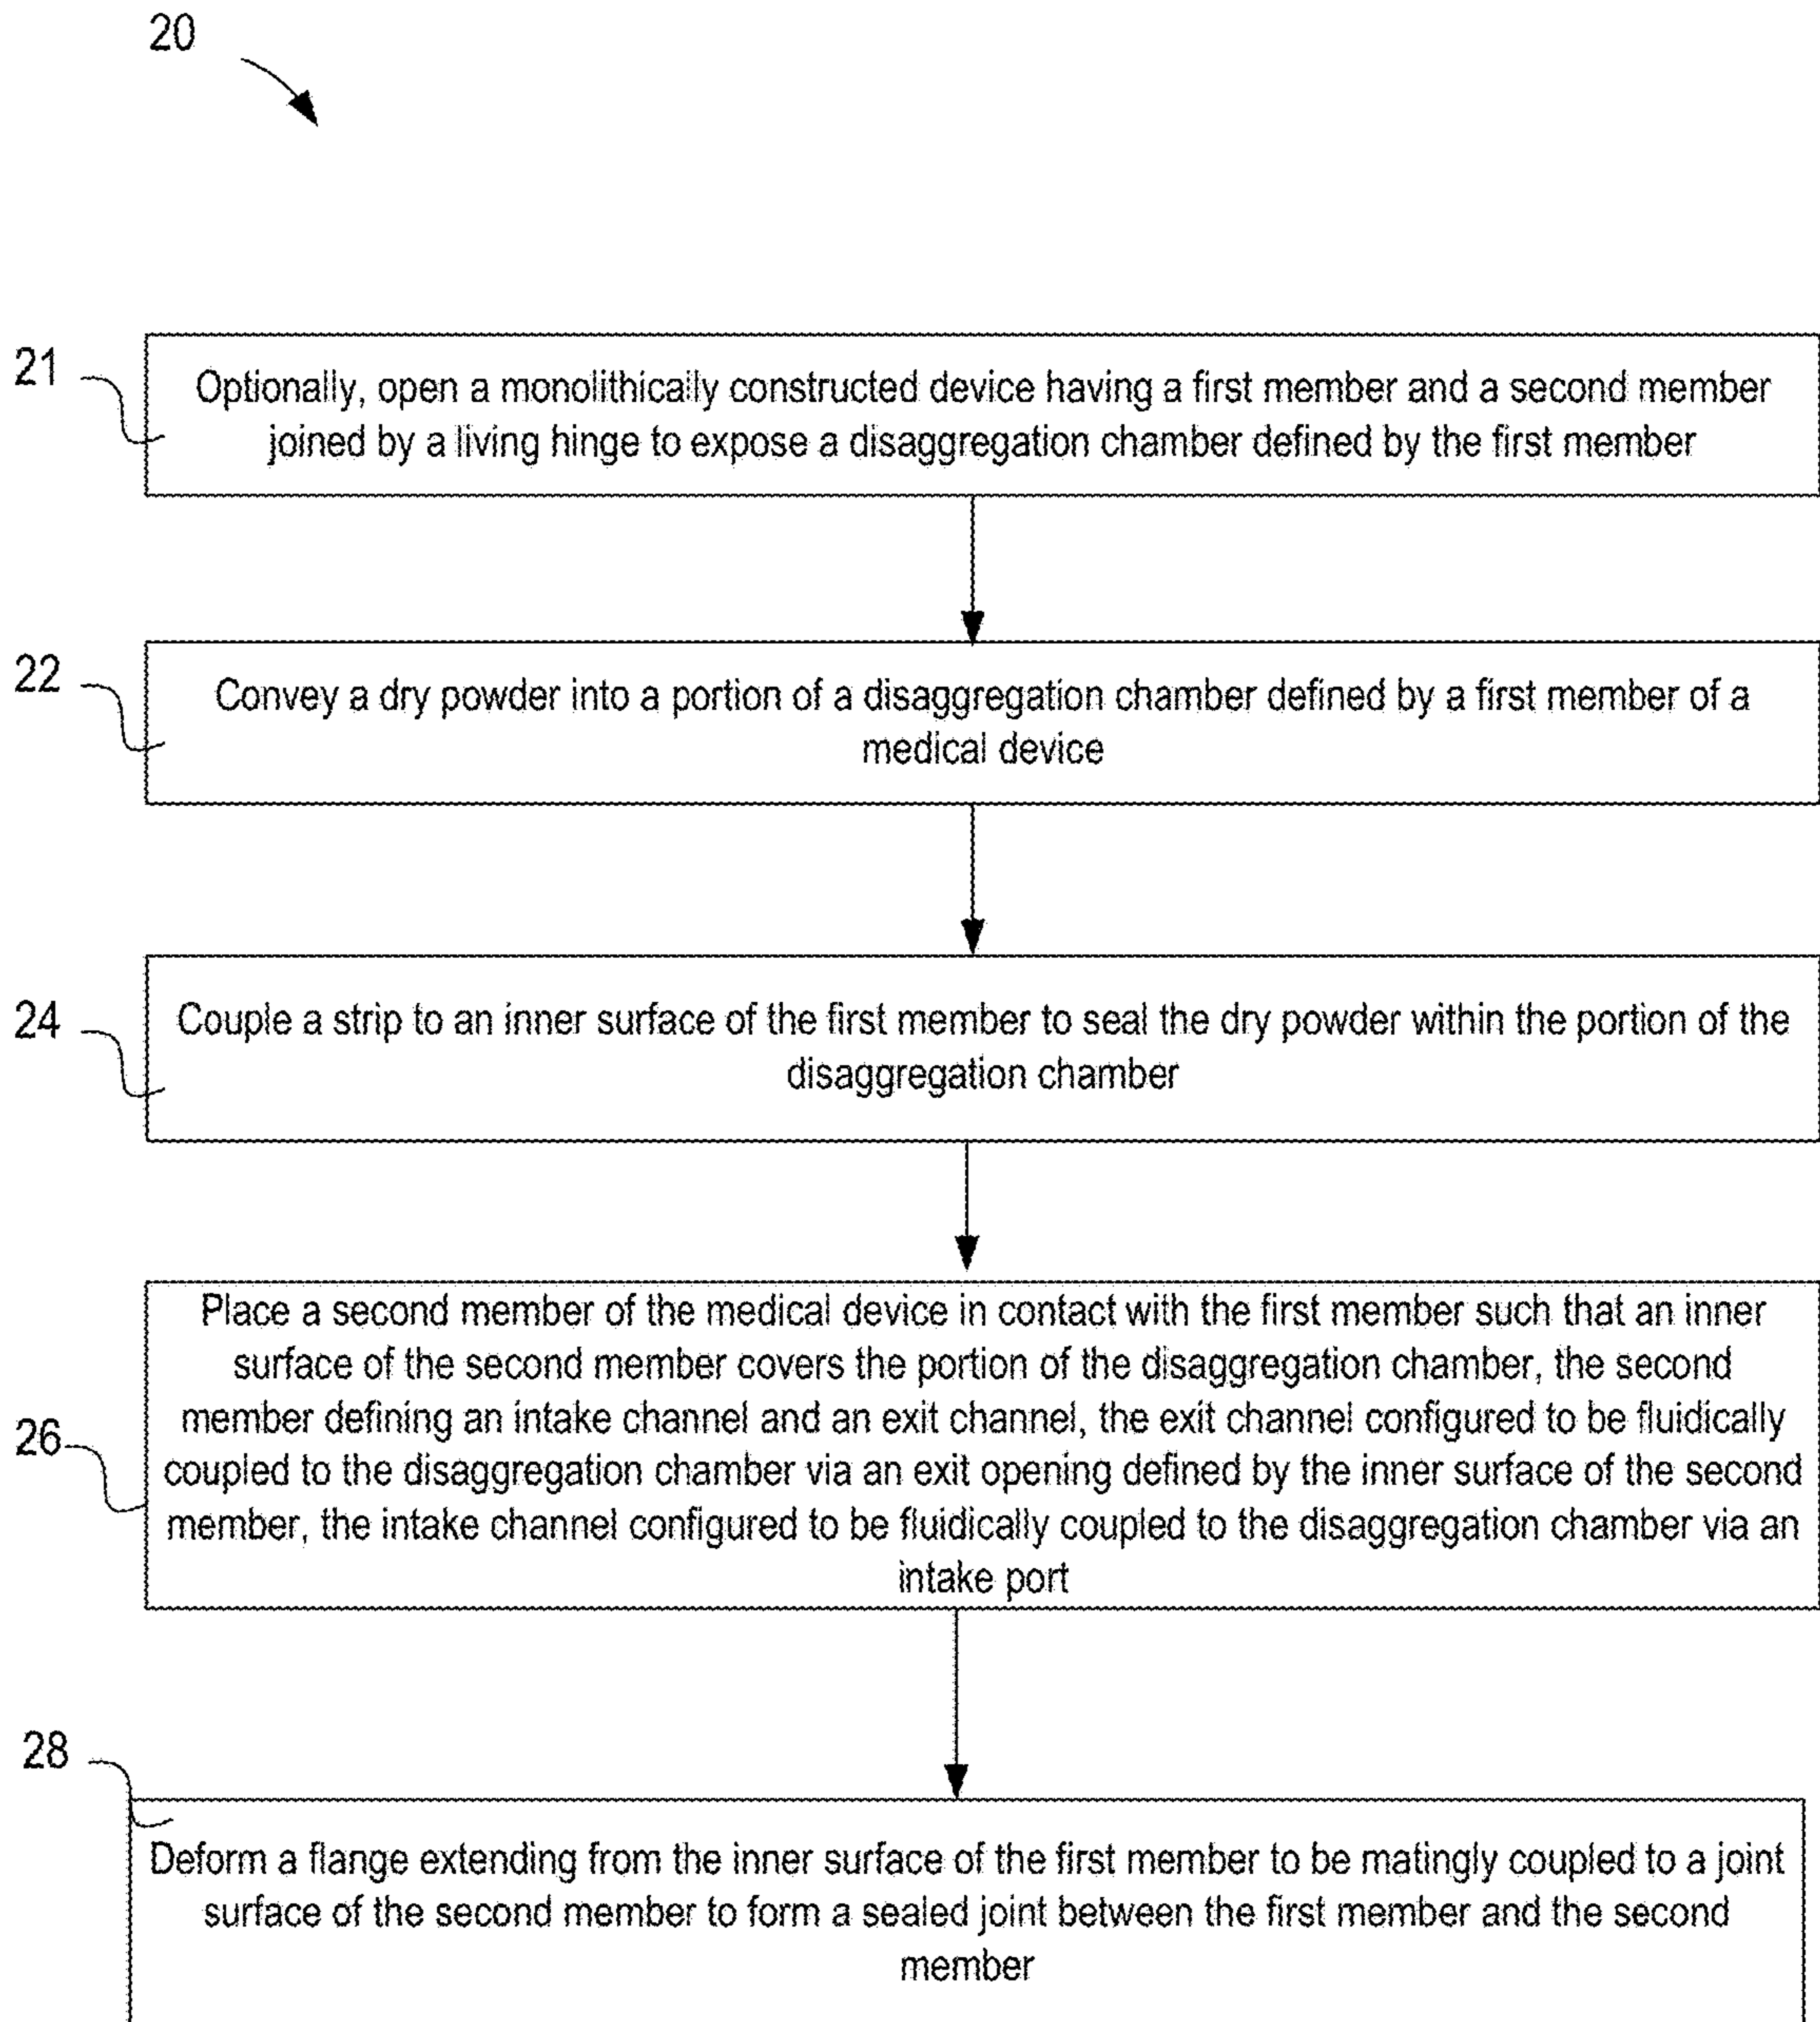 20
21
Optionally, open a monolithically constructed device having a first member and a second member
joined by a living hinge to expose a disaggregation chamber defined by the first member
22
Convey a dry powder into a portion of a disaggregation chamber defined by a first member of a
medical device
24
Couple a strip to an inner surface of the first member to seal the dry powder within the portion of the
disaggregation chamber
26
Place a second member of the medical device in contact with the first member such that an inner
surface of the second member covers the portion of the disaggregation chamber, the second
member defining an intake channel and an exit channel, the exit channel configured to be fluidically
coupled to the disaggregation chamber via an exit opening defined by the inner surface of the second
member, the intake channel configured to be fluidically coupled to the disaggregation chamber via an
intake port
28
Deform a flange extending from the inner surface of the first member to be matingly coupled to a joint
surface of the second member to form a sealed joint between the first member and the second
member